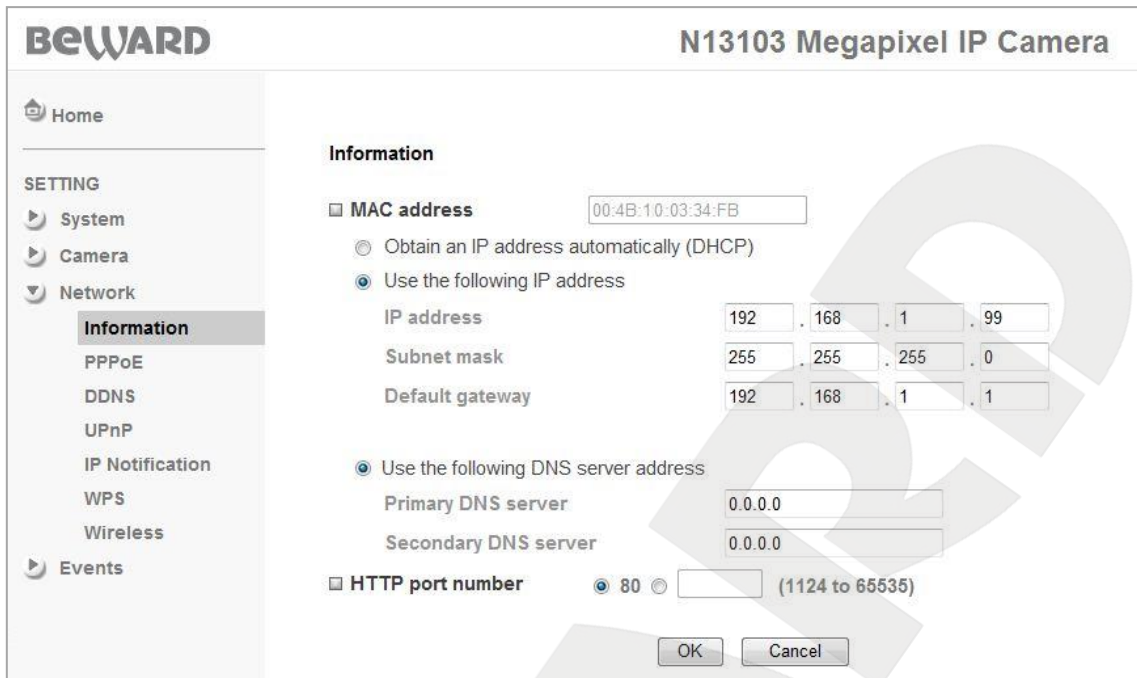 BEWARD
N13103 Megapixel IP Camera
Home
SETTING
System
Camera
Network
Information
PPPoE
DDNS
UPnP
IP Notification
WPS
Wireless
Events
Information
MAC address 00:4B:10:03:34:FB
Obtain an IP address automatically (DHCP)
Use the following IP address
IP address 192 . 168 . 1 . 99
Subnet mask 255 . 255 . 255 . 0
Default gateway 192 . 168 . 1 . 1
Use the following DNS server address
Primary DNS server 0.0.0.0
Secondary DNS server 0.0.0.0
HTTP port number 80 (1124 to 65535)
OK Cancel